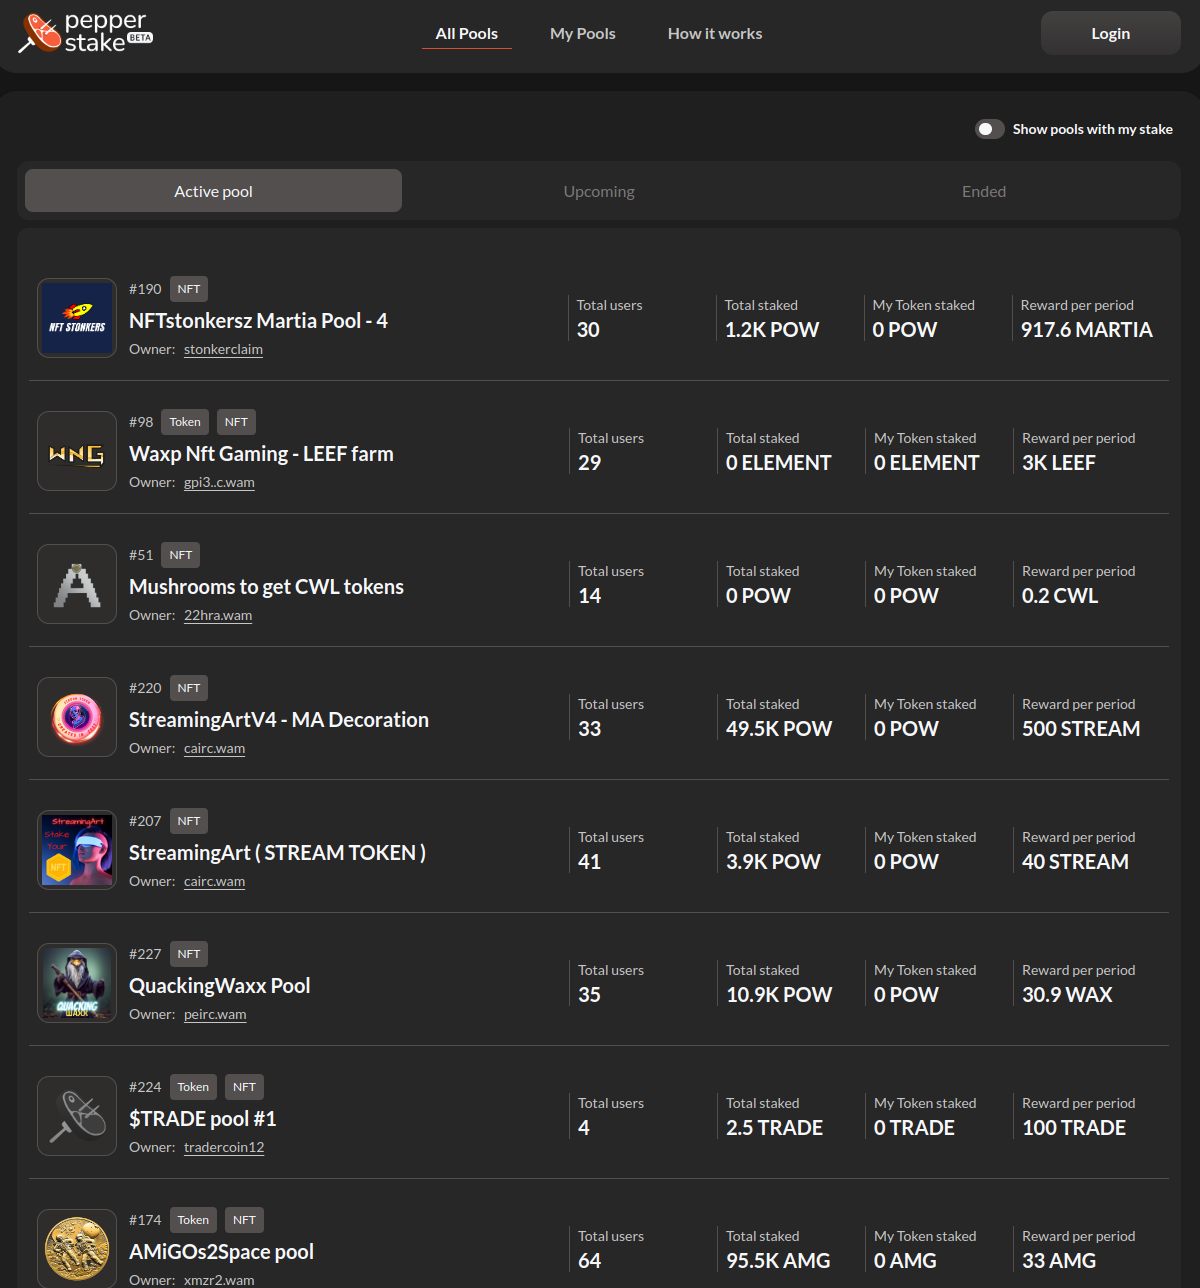 pepper
stake BETA
All Pools
My Pools
How it works
Login
Show pools with my stake
Active pool
Upcoming
Ended
NFT STONKERS
#190 NFT
NFTstonkersz Martia Pool - 4
Owner: stonkerclaim
Total users
30
Total staked
1.2K POW
My Token staked
0 POW
Reward per period
917.6 MARTIA
WNG
#98 Token NFT
Waxp Nft Gaming - LEEF farm
Owner: gpi3..c.wam
Total users
29
Total staked
0 ELEMENT
My Token staked
0 ELEMENT
Reward per period
3K LEEF
A
#51 NFT
Mushrooms to get CWL tokens
Owner: 22hra.wam
Total users
14
Total staked
0 POW
My Token staked
0 POW
Reward per period
0.2 CWL
#220 NFT
StreamingArtV4 - MA Decoration
Owner: cairc.wam
Total users
33
Total staked
49.5K POW
My Token staked
0 POW
Reward per period
500 STREAM
StreamingArt
Stake
Your
NFT
#207 NFT
StreamingArt ( STREAM TOKEN )
Owner: cairc.wam
Total users
41
Total staked
3.9K POW
My Token staked
0 POW
Reward per period
40 STREAM
QUACKING
WAXX
#227 NFT
QuackingWaxx Pool
Owner: peirc.wam
Total users
35
Total staked
10.9K POW
My Token staked
0 POW
Reward per period
30.9 WAX
#224 Token NFT
$TRADE pool #1
Owner: tradercoin12
Total users
4
Total staked
2.5 TRADE
My Token staked
0 TRADE
Reward per period
100 TRADE
#174 Token NFT
AMiGOs2Space pool
Owner: xmzr2.wam
Total users
64
Total staked
95.5K AMG
My Token staked
0 AMG
Reward per period
33 AMG